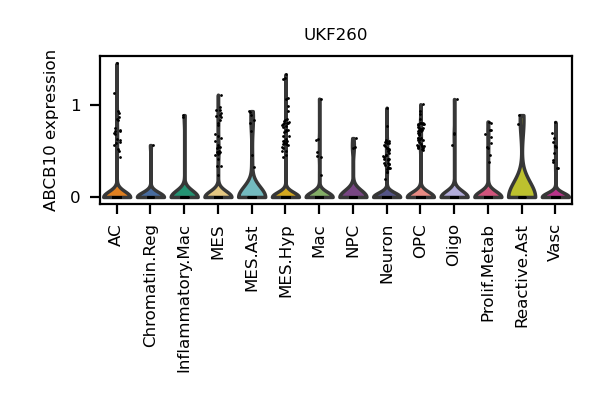 UKF260
ABCB10 expression
1
0
AC
Chromatin.Reg
Inflammatory.Mac
MES
MES.Ast
MES.Hyp
Mac
NPC
Neuron
OPC
Oligo
Prolif.Metab
Reactive.Ast
Vasc